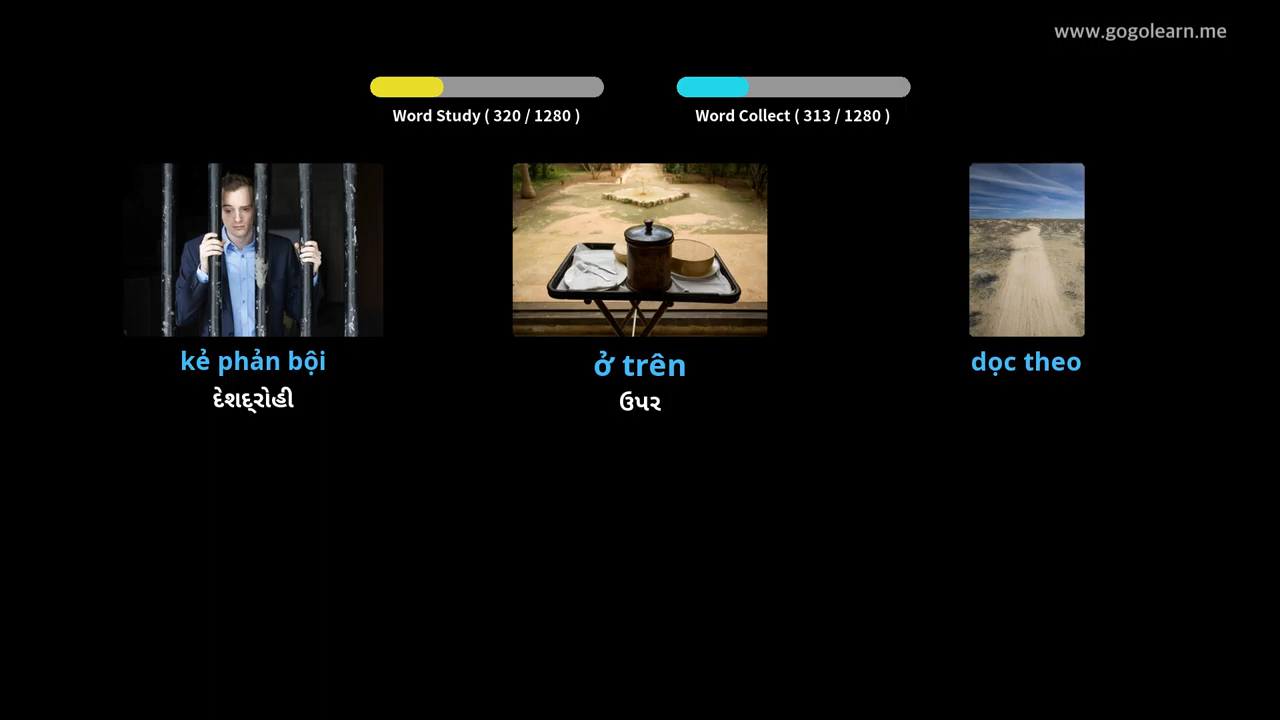 www.gogolearn.me
Word Study ( 320 / 1280 )
Word Collect ( 313 / 1280 )
kẻ phản bội
દેશદ્રોહી
ở trên
ઉપર
dọc theo